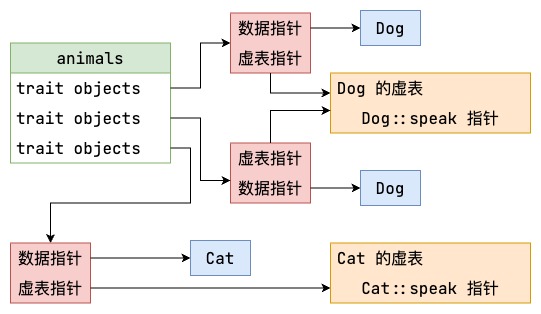 animals
trait objects
trait objects
trait objects
数据指针
虚表指针
Dog
Dog 的虚表
Dog::speak 指针
虚表指针
数据指针
Dog
数据指针
虚表指针
Cat
Cat 的虚表
Cat::speak 指针